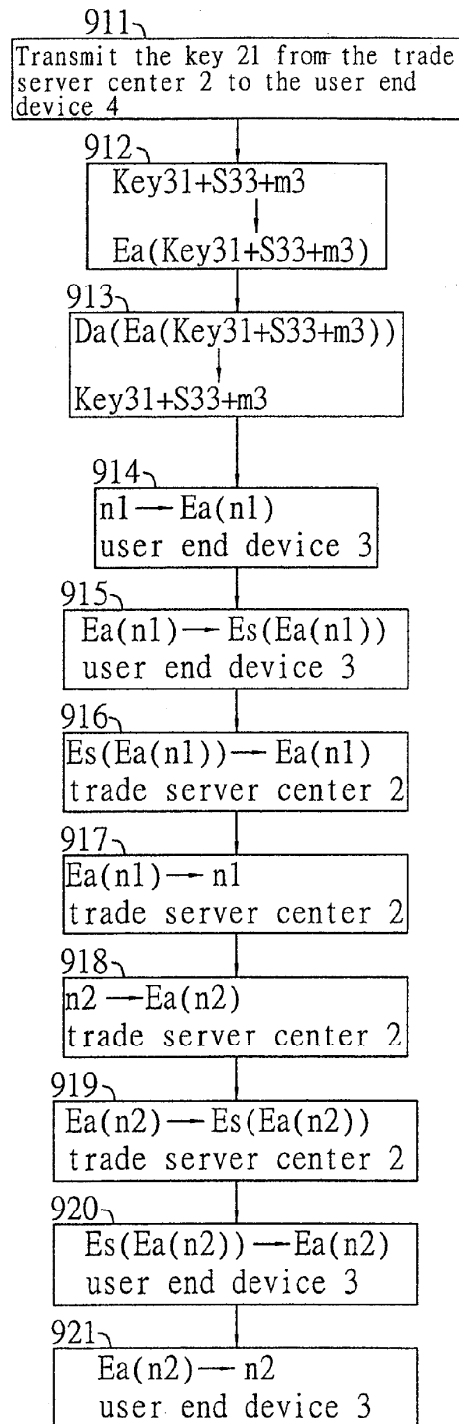 911
Transmit the key 21 from the trade
server center 2 to the user end
device 4
912
Key31+S33+m3
↓
Ea(Key31+S33+m3)
913
Da(Ea(Key31+S33+m3))
↓
Key31+S33+m3
914
n1→Ea(n1)
user end device 3
915
Ea(n1)→Es(Ea(n1))
user end device 3
916
Es(Ea(n1))→Ea(n1)
trade server center 2
917
Ea(n1)→n1
trade server center 2
918
n2→Ea(n2)
trade server center 2
919
Ea(n2)→Es(Ea(n2))
trade server center 2
920
Es(Ea(n2))→Ea(n2)
user end device 3
921
Ea(n2)→n2
user end device 3